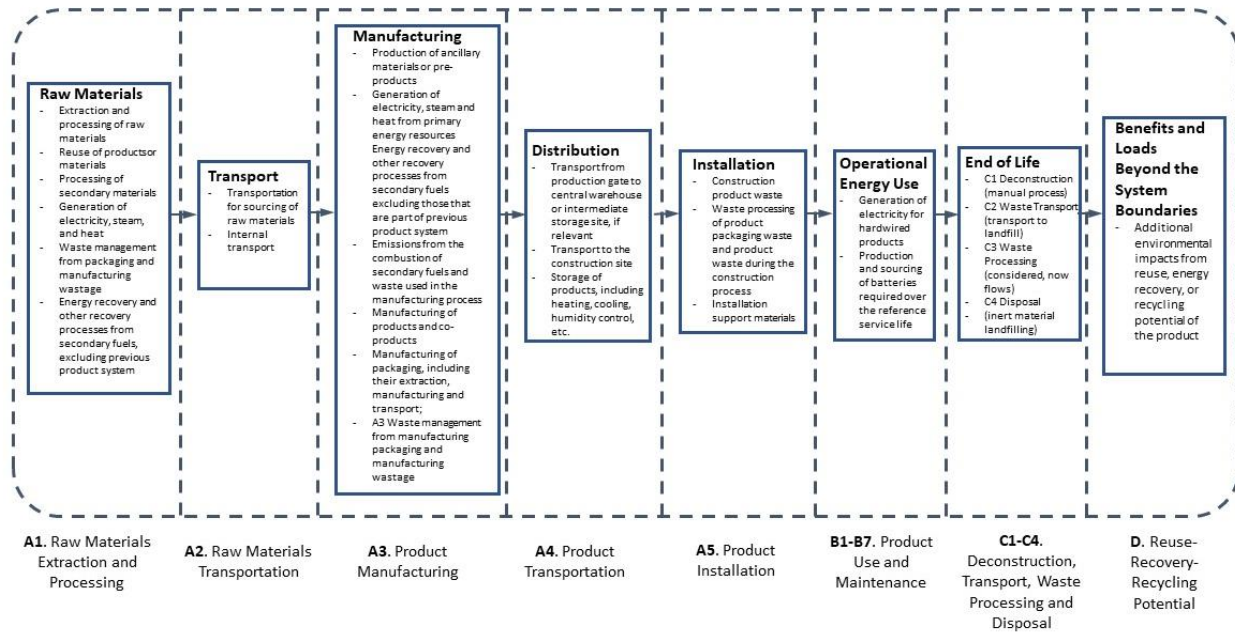 Raw Materials
- Extraction and
processing of raw
materials
- Reuse of productsor
materials
- Processing of
secondary materials
- Generation of
electricity, steam,
and heat
- Waste management
from packaging and
manufacturing
wastage
- Energy recovery and
other recovery
processes from
secondary fuels,
excluding previous
product system
Transport
- Transportation
for sourcing of
raw materials
- Internal
transport
Manufacturing
- Production of ancillary
materials or pre-
products
- Generation of
electricity, steam and
heat from primary
energy resources
Energy recovery and
other recovery
processes from
secondary fuels
excluding those that
are part of previous
product system
- Emissions from the
combustion of
secondary fuels and
waste used in the
manufacturing process
- Manufacturing of
products and co-
products
- Manufacturing of
packaging, including
their extraction,
manufacturing and
transport;
- A3 Waste management
from manufacturing
packaging and
manufacturing
wastage
Distribution
- Transport from
production gate to
central warehouse
or intermediate
storage site, if
relevant
- Transport to the
construction site
- Storage of
products, including
heating, cooling,
humidity control,
etc.
Installation
- Construction
product waste
- Waste processing
of product
packaging waste
and product
waste during the
construction
process
- Installation
support materials
Operational
Energy Use
- Generation of
electricity for
hardwired
products
- Production
and sourcing
of batteries
required over
the reference
service life
End of Life
- C1 Deconstruction
(manual process)
- C2 Waste Transport
(transport to
landfill)
- C3 Waste
Processing
(considered, now
flows)
- C4 Disposal
(inert material
landfilling)
Benefits and
Loads
Beyond the
System
Boundaries
- Additional
environmental
impacts from
reuse, energy
recovery, or
recycling
potential of
the product
A1. Raw Materials
Extraction and
Processing
A2. Raw Materials
Transportation
A3. Product
Manufacturing
A4. Product
Transportation
A5. Product
Installation
B1-B7. Product
Use and
Maintenance
C1-C4.
Deconstruction,
Transport, Waste
Processing and
Disposal
D. Reuse-
Recovery-
Recycling
Potential